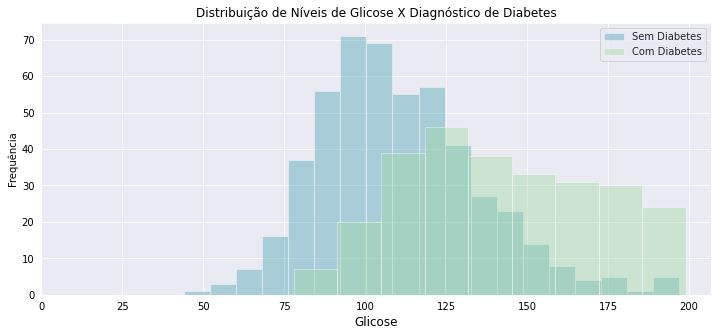 Distribuição de Níveis de Glicose X Diagnóstico de Diabetes
Sem Diabetes
Com Diabetes
Frequência
70
60
50
40
30
20
10
0
0 25 50 75 100 125 150 175 200
Glicose